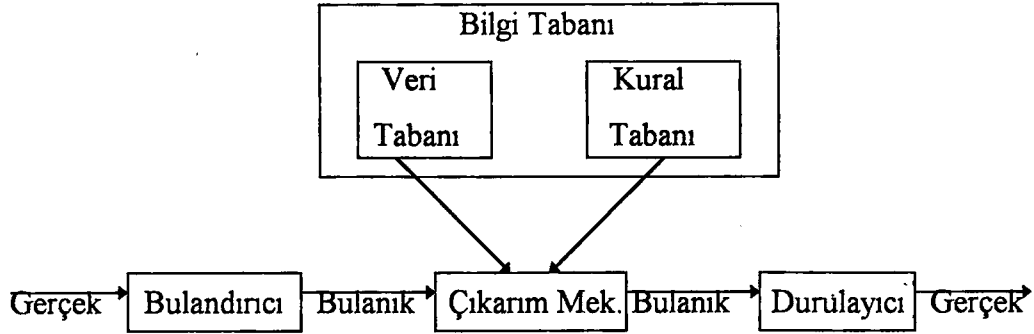 Bilgi Tabanı
Veri
Tabanı
Kural
Tabanı
Gerçek Bulandırıcı Bulanık Çıkarım Mek. Bulanık Durulayıcı Gerçek